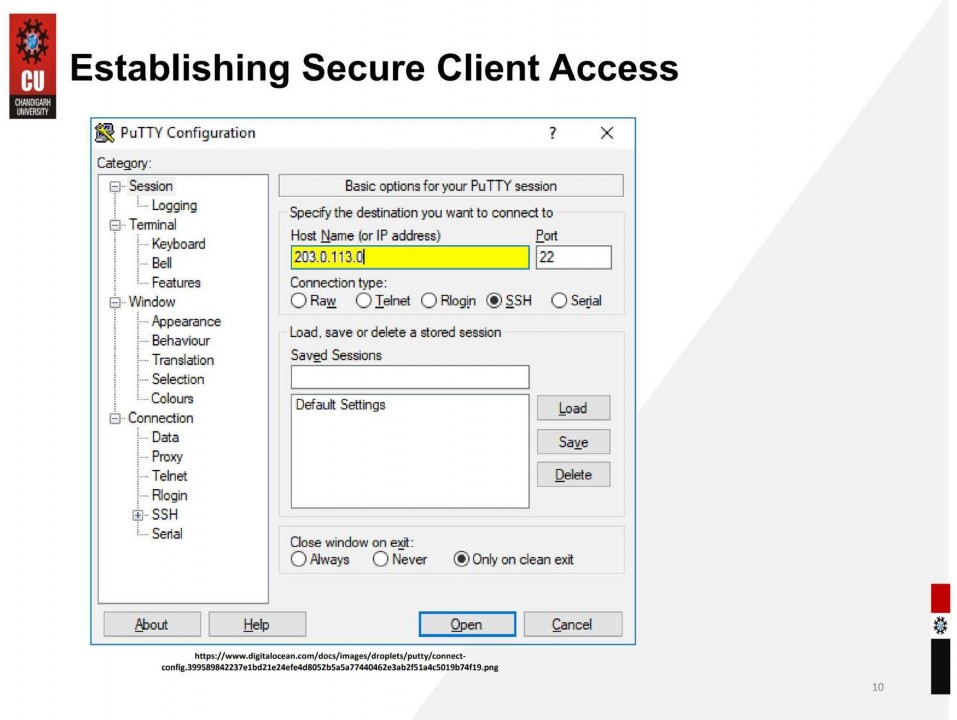 CU
CHANDIGARH
UNIVERSITY
Establishing Secure Client Access
PuTTY Configuration ? ×
Category:
Session
Logging
Terminal
Keyboard
Bell
Features
Window
Appearance
Behaviour
Translation
Selection
Colours
Connection
Data
Proxy
Telnet
Rlogin
SSH
Serial
Basic options for your PuTTY session
Specify the destination you want to connect to
Host Name (or IP address) Port
203.0.113.0 22
Connection type:
Raw Telnet Rlogin SSH Serial
Load, save or delete a stored session
Saved Sessions
Default Settings
Load
Save
Delete
Close window on exit:
Always Never Only on clean exit
About Help Open Cancel
https://www.digitalocean.com/docs/images/droplets/putty/connect-
config.399589842237e1bd21e24efe4d8052b5a5a77440462e3ab2f51a4c5019b74f19.png
10